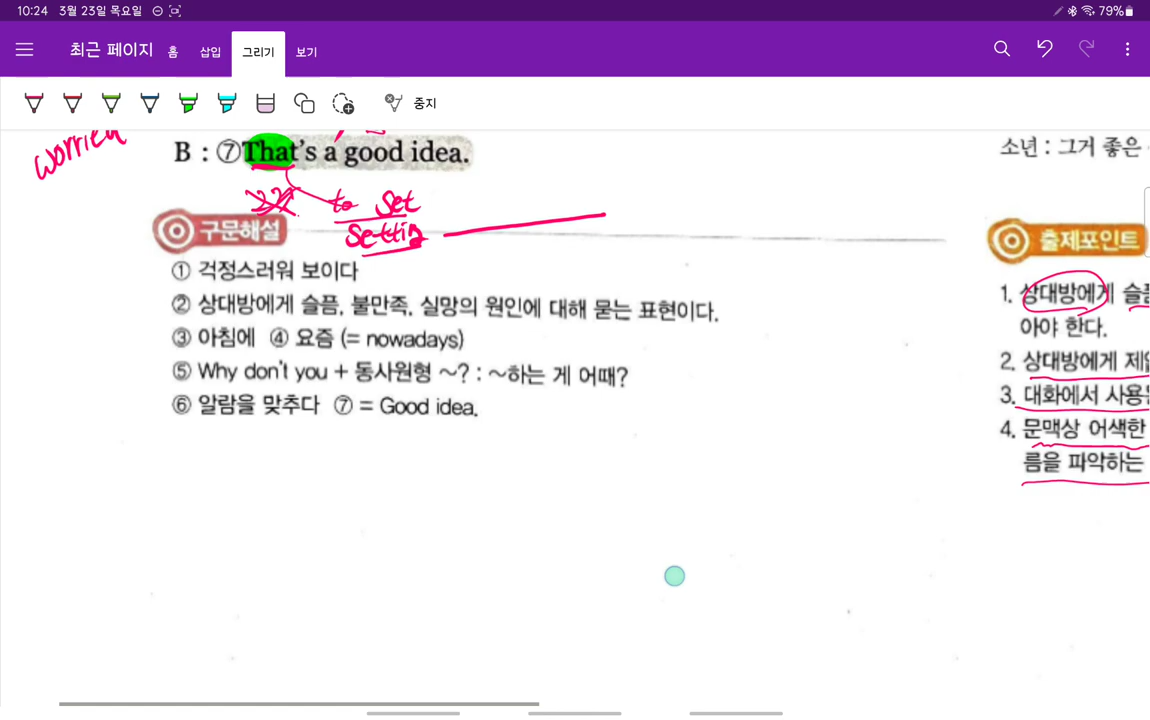 10:24 3월 23일 목요일 79%
최근 페이지 홈 삽입 그리기 보기
중지
worried
B : ⑦That's a good idea.
소년 : 그거 좋은
to Set
Settin
구문해설
출제포인트
① 걱정스러워 보이다
② 상대방에게 슬픔, 불만족, 실망의 원인에 대해 묻는 표현이다.
③ 아침에 ④ 요즘 (= nowadays)
⑤ Why don't you + 동사원형 ~? : ~하는 게 어때?
⑥ 알람을 맞추다 ⑦ = Good idea.
1. 상대방에게 슬픔
아야 한다.
2. 상대방에게 제안
3. 대화에서 사용된
4. 문맥상 어색한
름을 파악하는